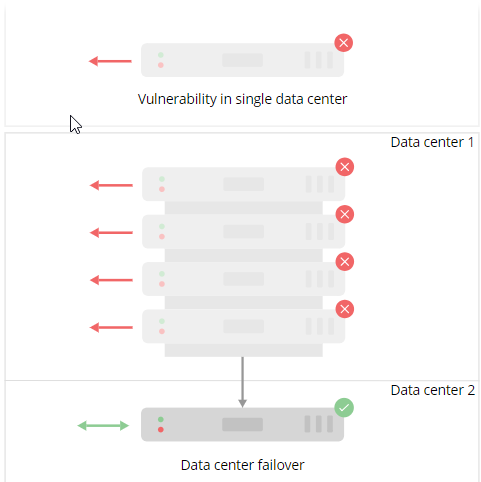 Vulnerability in single data center
Data center 1
Data center 2
Data center failover